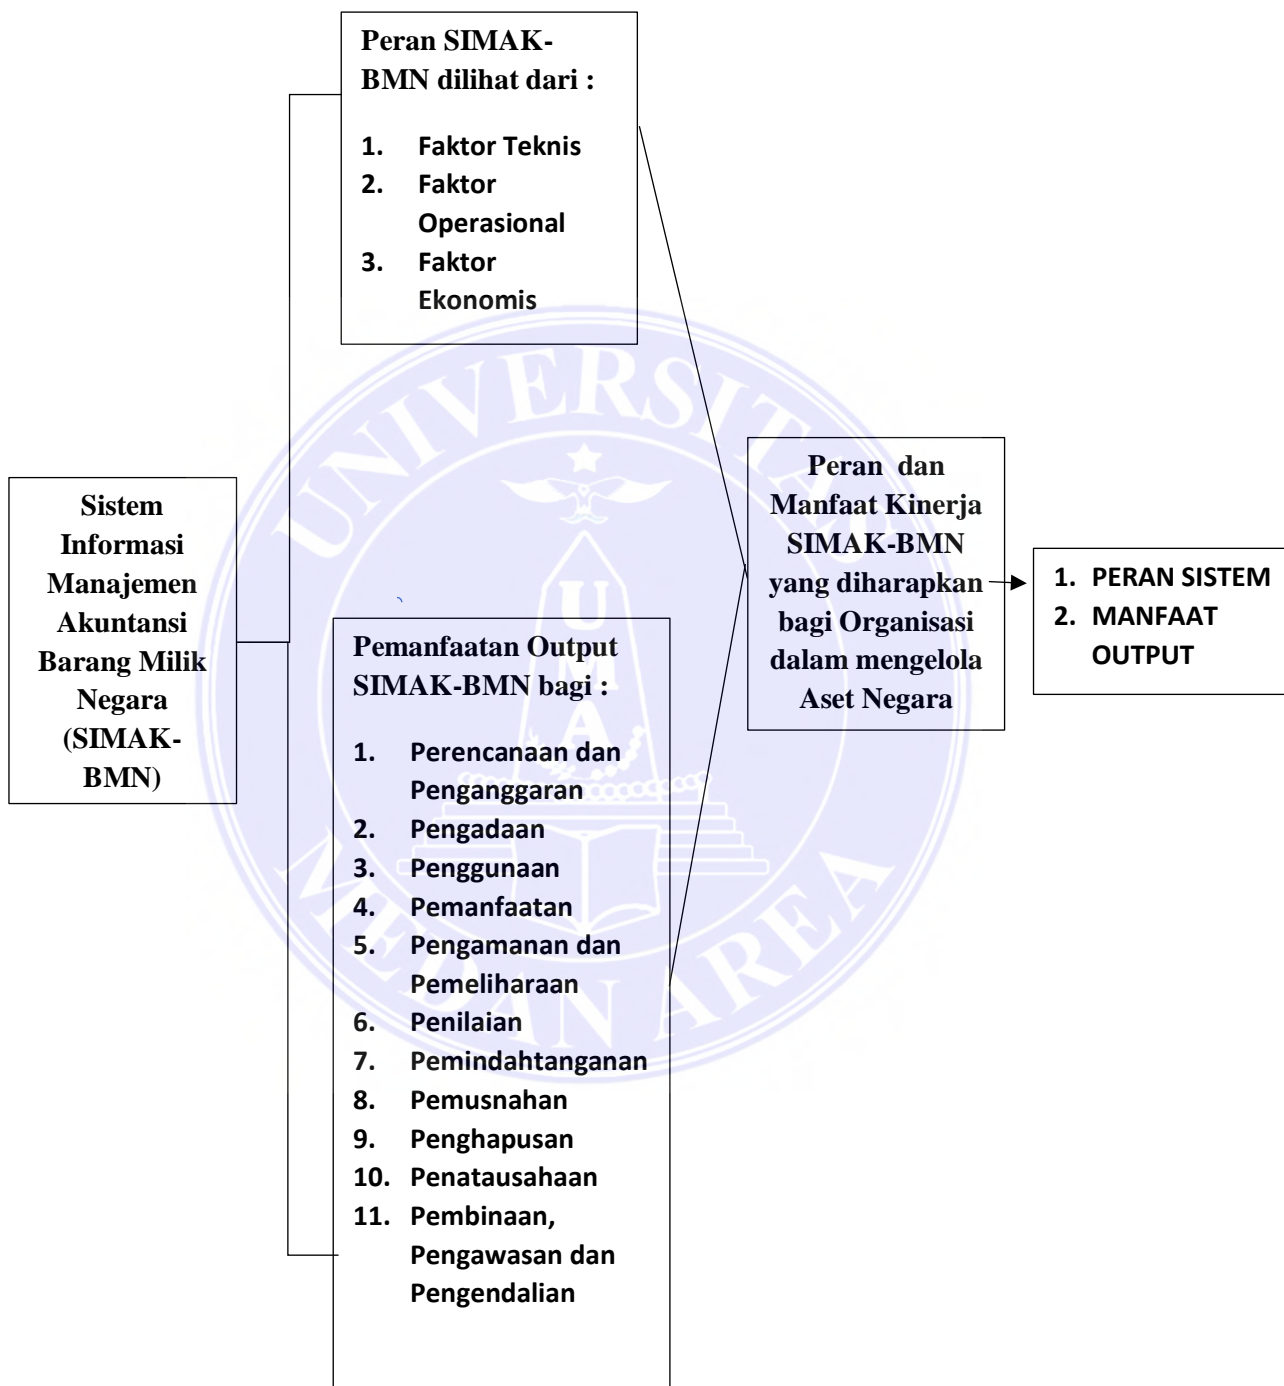 Peran SIMAK-
BMN dilihat dari :
1. Faktor Teknis
2. Faktor
Operasional
3. Faktor
Ekonomis
Sistem
Informasi
Manajemen
Akuntansi
Barang Milik
Negara
(SIMAK-
BMN)
Pemanfaatan Output
SIMAK-BMN bagi :
1. Perencanaan dan
Penganggaran
2. Pengadaan
3. Penggunaan
4. Pemanfaatan
5. Pengamanan dan
Pemeliharaan
6. Penilaian
7. Pemindahtanganan
8. Pemusnahan
9. Penghapusan
10. Penatausahaan
11. Pembinaan,
Pengawasan dan
Pengendalian
Peran dan
Manfaat Kinerja
SIMAK-BMN
yang diharapkan
bagi Organisasi
dalam mengelola
Aset Negara
1. PERAN SISTEM
2. MANFAAT
OUTPUT
UNIVERSITAS
MEDAN AREA
UMA